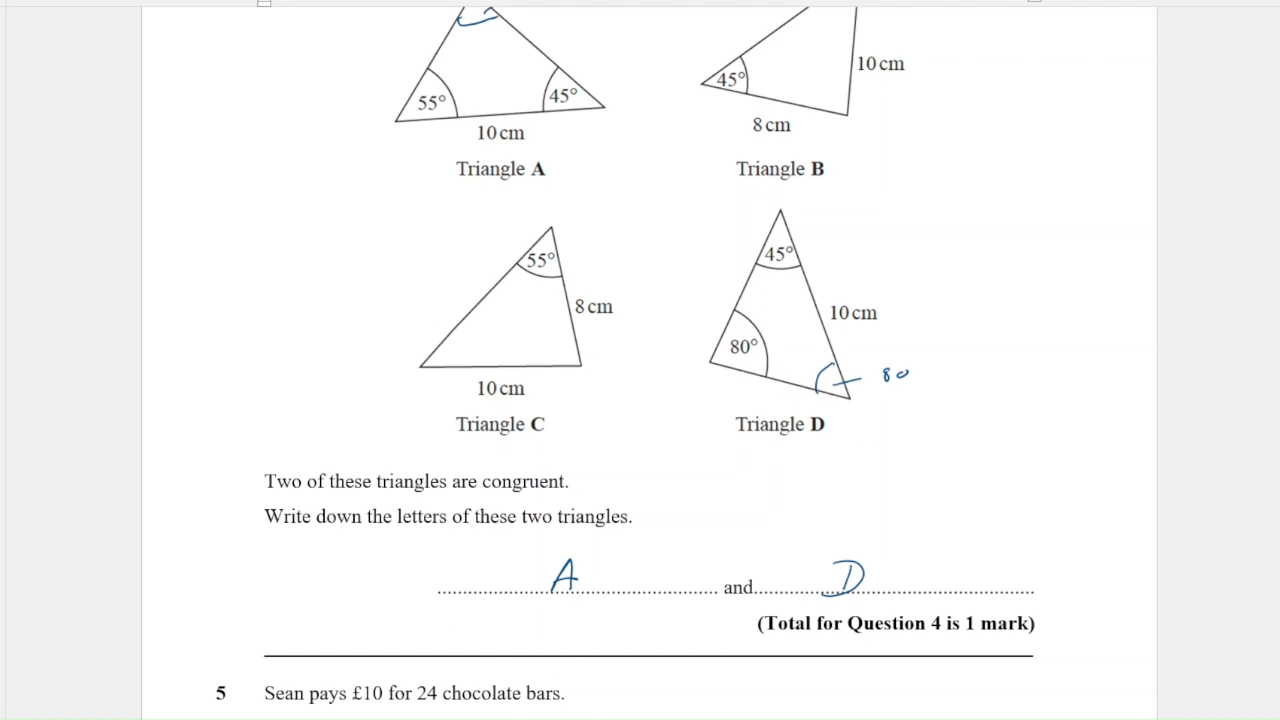 55° 45° 45° 10 cm
10 cm 8 cm
Triangle A Triangle B
55° 45°
8 cm 10 cm
80° 80
10 cm
Triangle C Triangle D
Two of these triangles are congruent.
Write down the letters of these two triangles.
A and D
(Total for Question 4 is 1 mark)
5 Sean pays £10 for 24 chocolate bars.